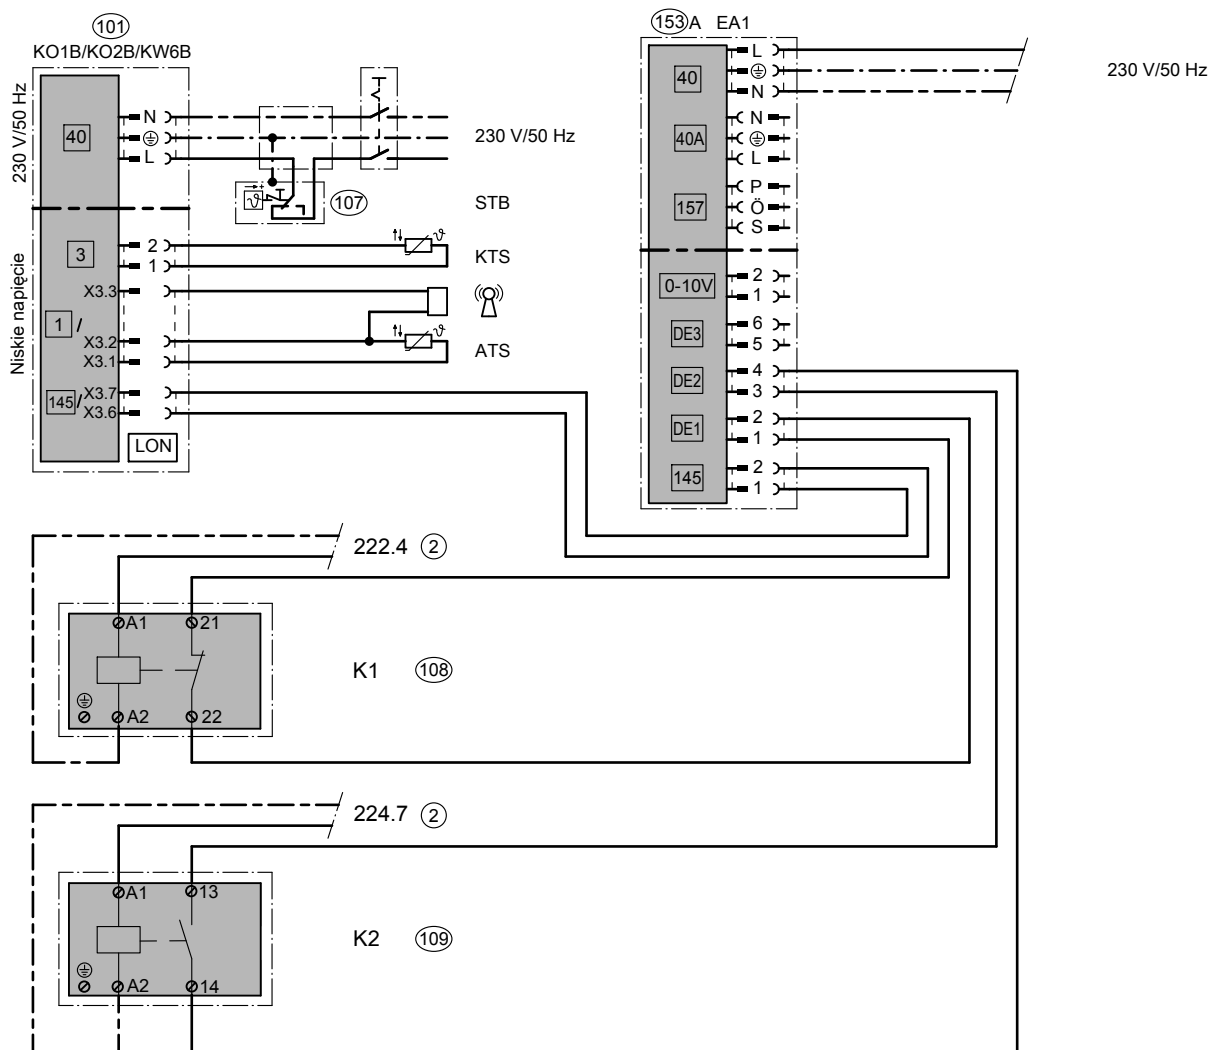 101
KO1B/KO2B/KW6B
230 V/50 Hz
40
N
L
230 V/50 Hz
ϑ
107
STB
Niskie napięcie
3
2
1
ϑ
KTS
X3.3
1 /
X3.2
X3.1
ϑ
ATS
145 /
X3.7
X3.6
LON
153 A EA1
40
L
N
230 V/50 Hz
40A
N
L
157
P
Ö
S
0-10V
2
1
DE3
6
5
DE2
4
3
DE1
2
1
145
2
1
222.4 2
A1
21
K1 108
A2
22
224.7 2
A1
13
K2 109
A2
14